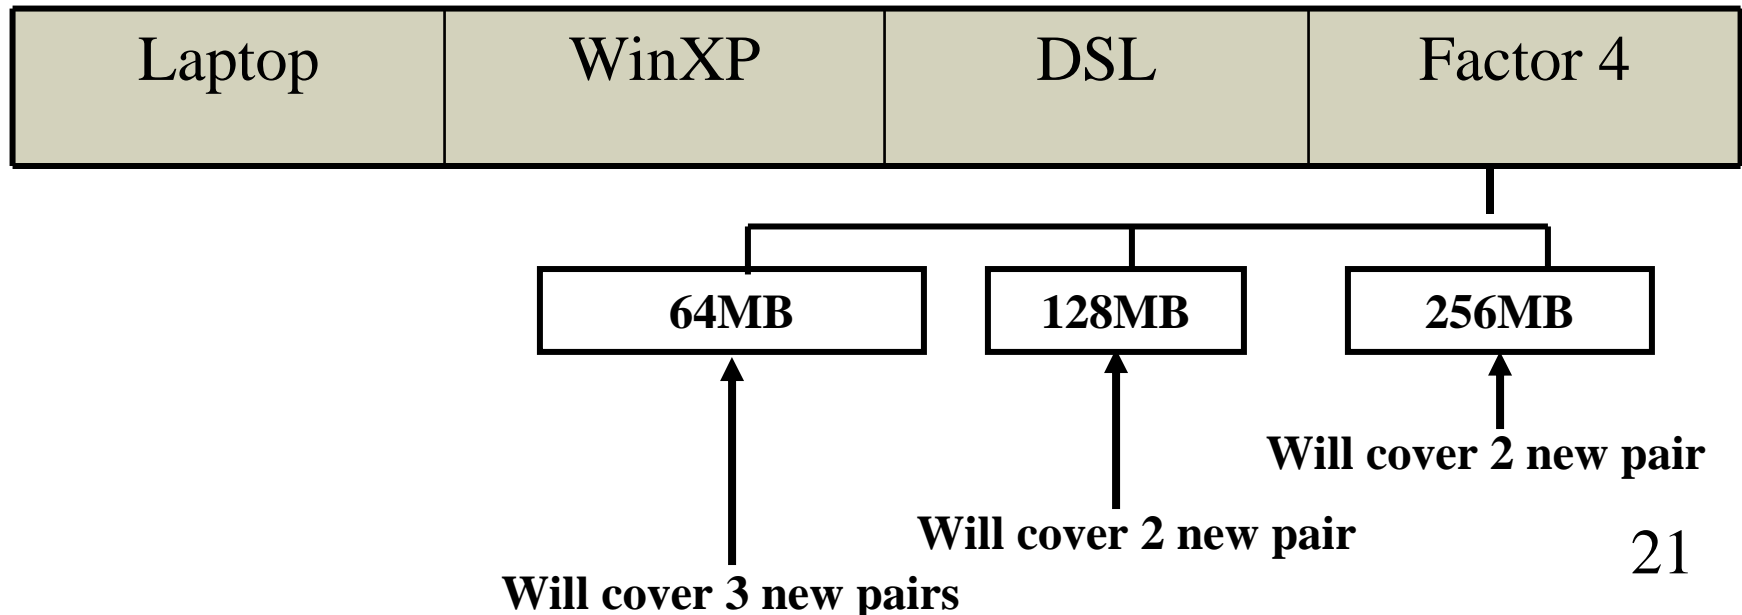 Laptop WinXP DSL Factor 4
64MB 128MB 256MB
Will cover 2 new pair
Will cover 2 new pair
21
Will cover 3 new pairs